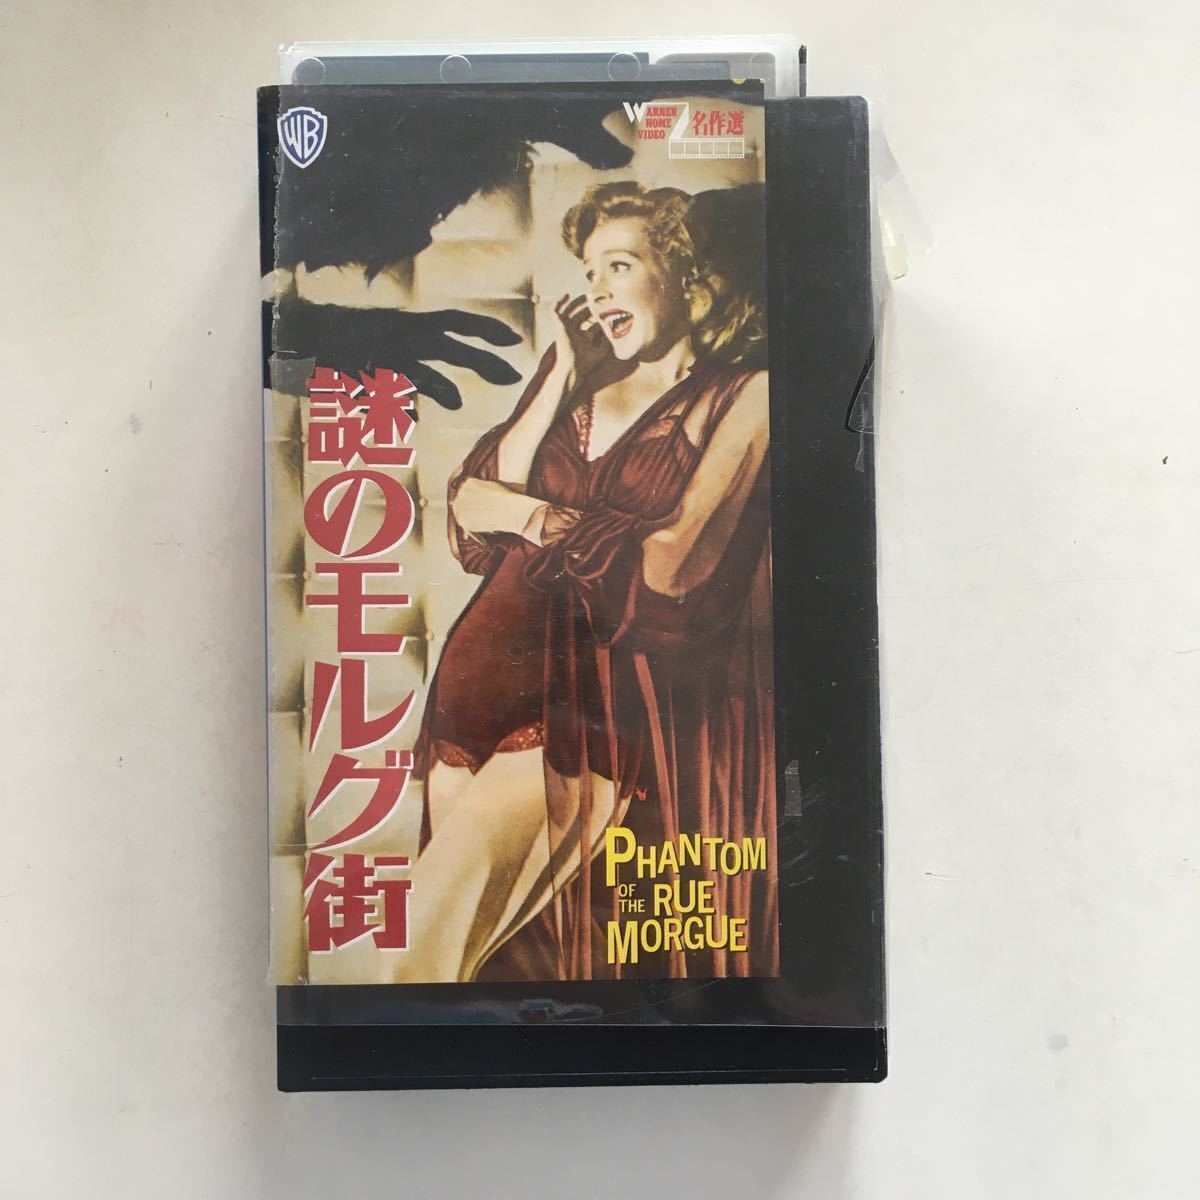 WB
WARNER
HOME
VIDEO
名作選
謎のモルグ街
PHANTOM
OF THE RUE
MORGUE